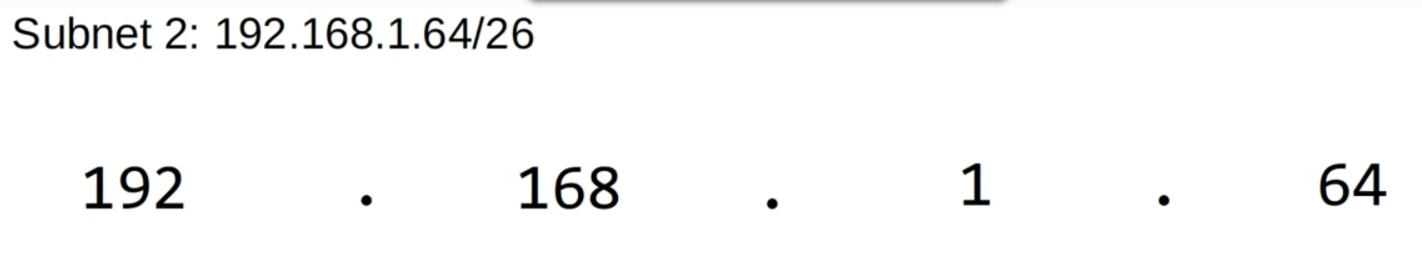 Subnet 2: 192.168.1.64/26
192 . 168 . 1 . 64